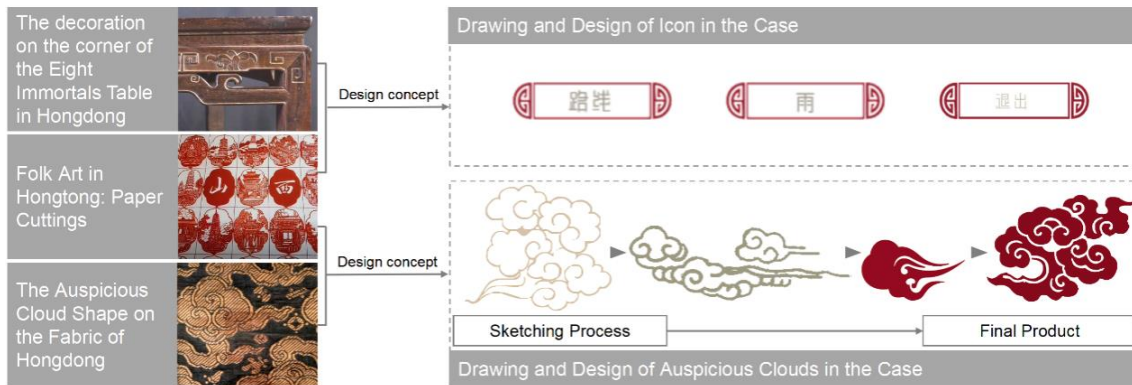 The decoration
on the corner of
the Eight
Immortals Table
in Hongdong
Folk Art in
Hongtong: Paper
Cuttings
山 西
The Auspicious
Cloud Shape on
the Fabric of
Hongdong
Design concept
Design concept
Drawing and Design of Icon in the Case
路线
雨
退出
Sketching Process
Final Product
Drawing and Design of Auspicious Clouds in the Case